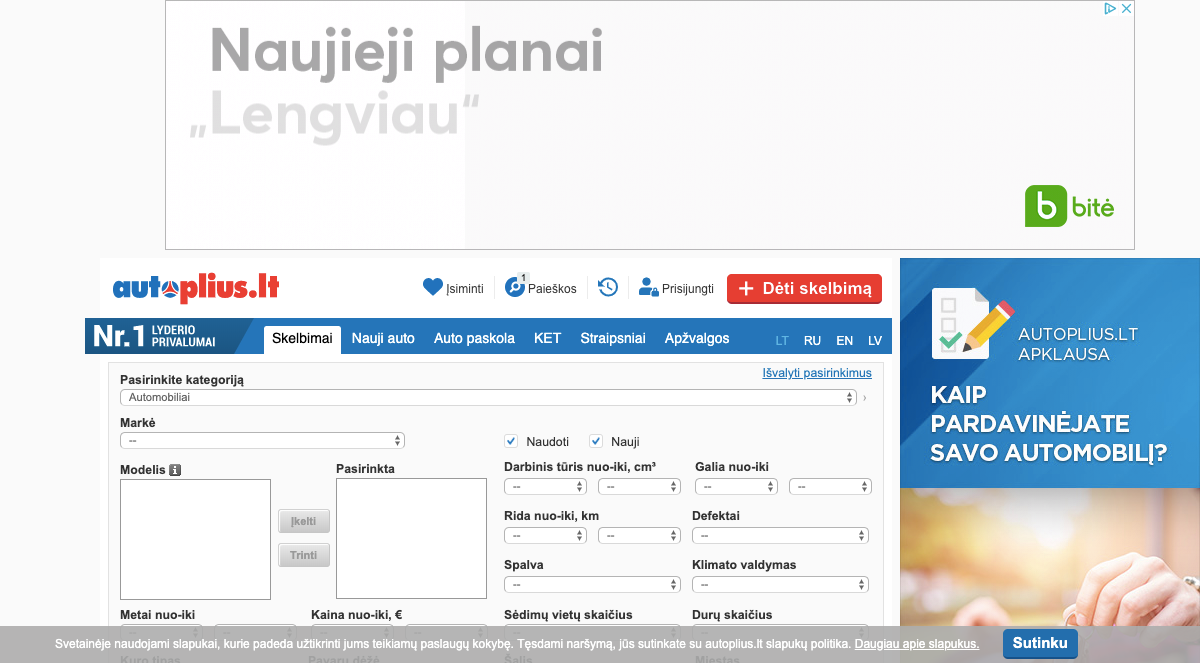 Naujieji planai
„Lengviau“
bitė
autoplius.lt
Įsiminti
1
Paieškos
Prisijungti
+ Dėti skelbimą
Nr.1 LYDERIO
PRIVALUMAI
Skelbimai
Nauji auto
Auto paskola
KET
Straipsniai
Apžvalgos
LT
RU
EN
LV
Pasirinkite kategoriją
Išvalyti pasirinkimus
Automobiliai
Markė
--
Naudoti
Nauji
Modelis
Pasirinkta
Įkelti
Trinti
Darbinis tūris nuo-iki, cm³
Galia nuo-iki
--
--
--
--
Rida nuo-iki, km
Defektai
--
--
--
Spalva
Klimato valdymas
--
--
Metai nuo-iki
Kaina nuo-iki, €
Sėdimų vietų skaičius
Durų skaičius
AUTOPLIUS.LT
APKLAUSA
KAIP
PARDAVINĖJATE
SAVO AUTOMOBILĮ?
Svetainėje naudojami slapukai, kurie padeda užtikrinti jums teikiamų paslaugų kokybę. Tęsdami naršymą, jūs sutinkate su autoplius.lt slapukų politika. Daugiau apie slapukus.
Sutinku
Kuro tipas
Pavarų dėžė
Šalis
Miestas